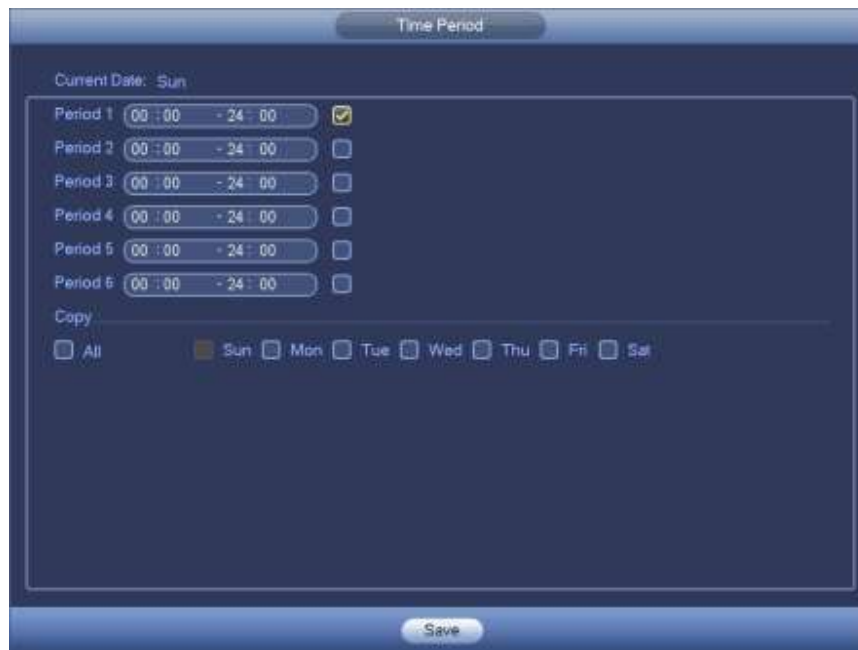 Time Period
Current Date: Sun
Period 1 00 : 00 - 24 : 00
Period 2 00 : 00 - 24 : 00
Period 3 00 : 00 - 24 : 00
Period 4 00 : 00 - 24 : 00
Period 5 00 : 00 - 24 : 00
Period 6 00 : 00 - 24 : 00
Copy
All Sun Mon Tue Wed Thu Fri Sat
Save